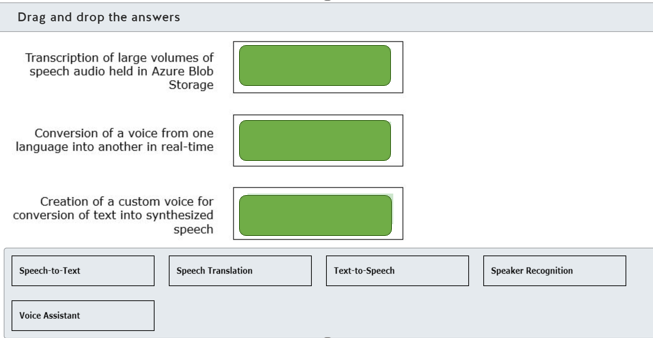 Drag and drop the answers
Transcription of large volumes of
speech audio held in Azure Blob
Storage
Conversion of a voice from one
language into another in real-time
Creation of a custom voice for
conversion of text into synthesized
speech
Speech-to-Text
Speech Translation
Text-to-Speech
Speaker Recognition
Voice Assistant